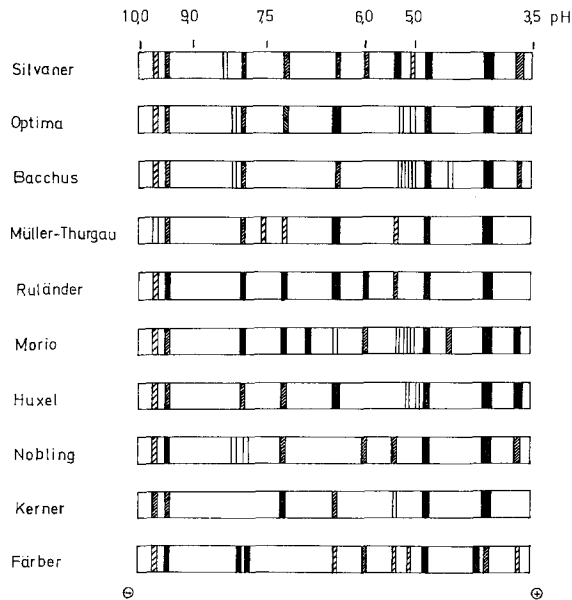 10,0 9,0 7,5 6,0 5,0 3,5 pH
Silvaner
Optima
Bacchus
Müller-Thurgau
Ruländer
Morio
Huxel
Nobling
Kerner
Färber
⊖ ⊕